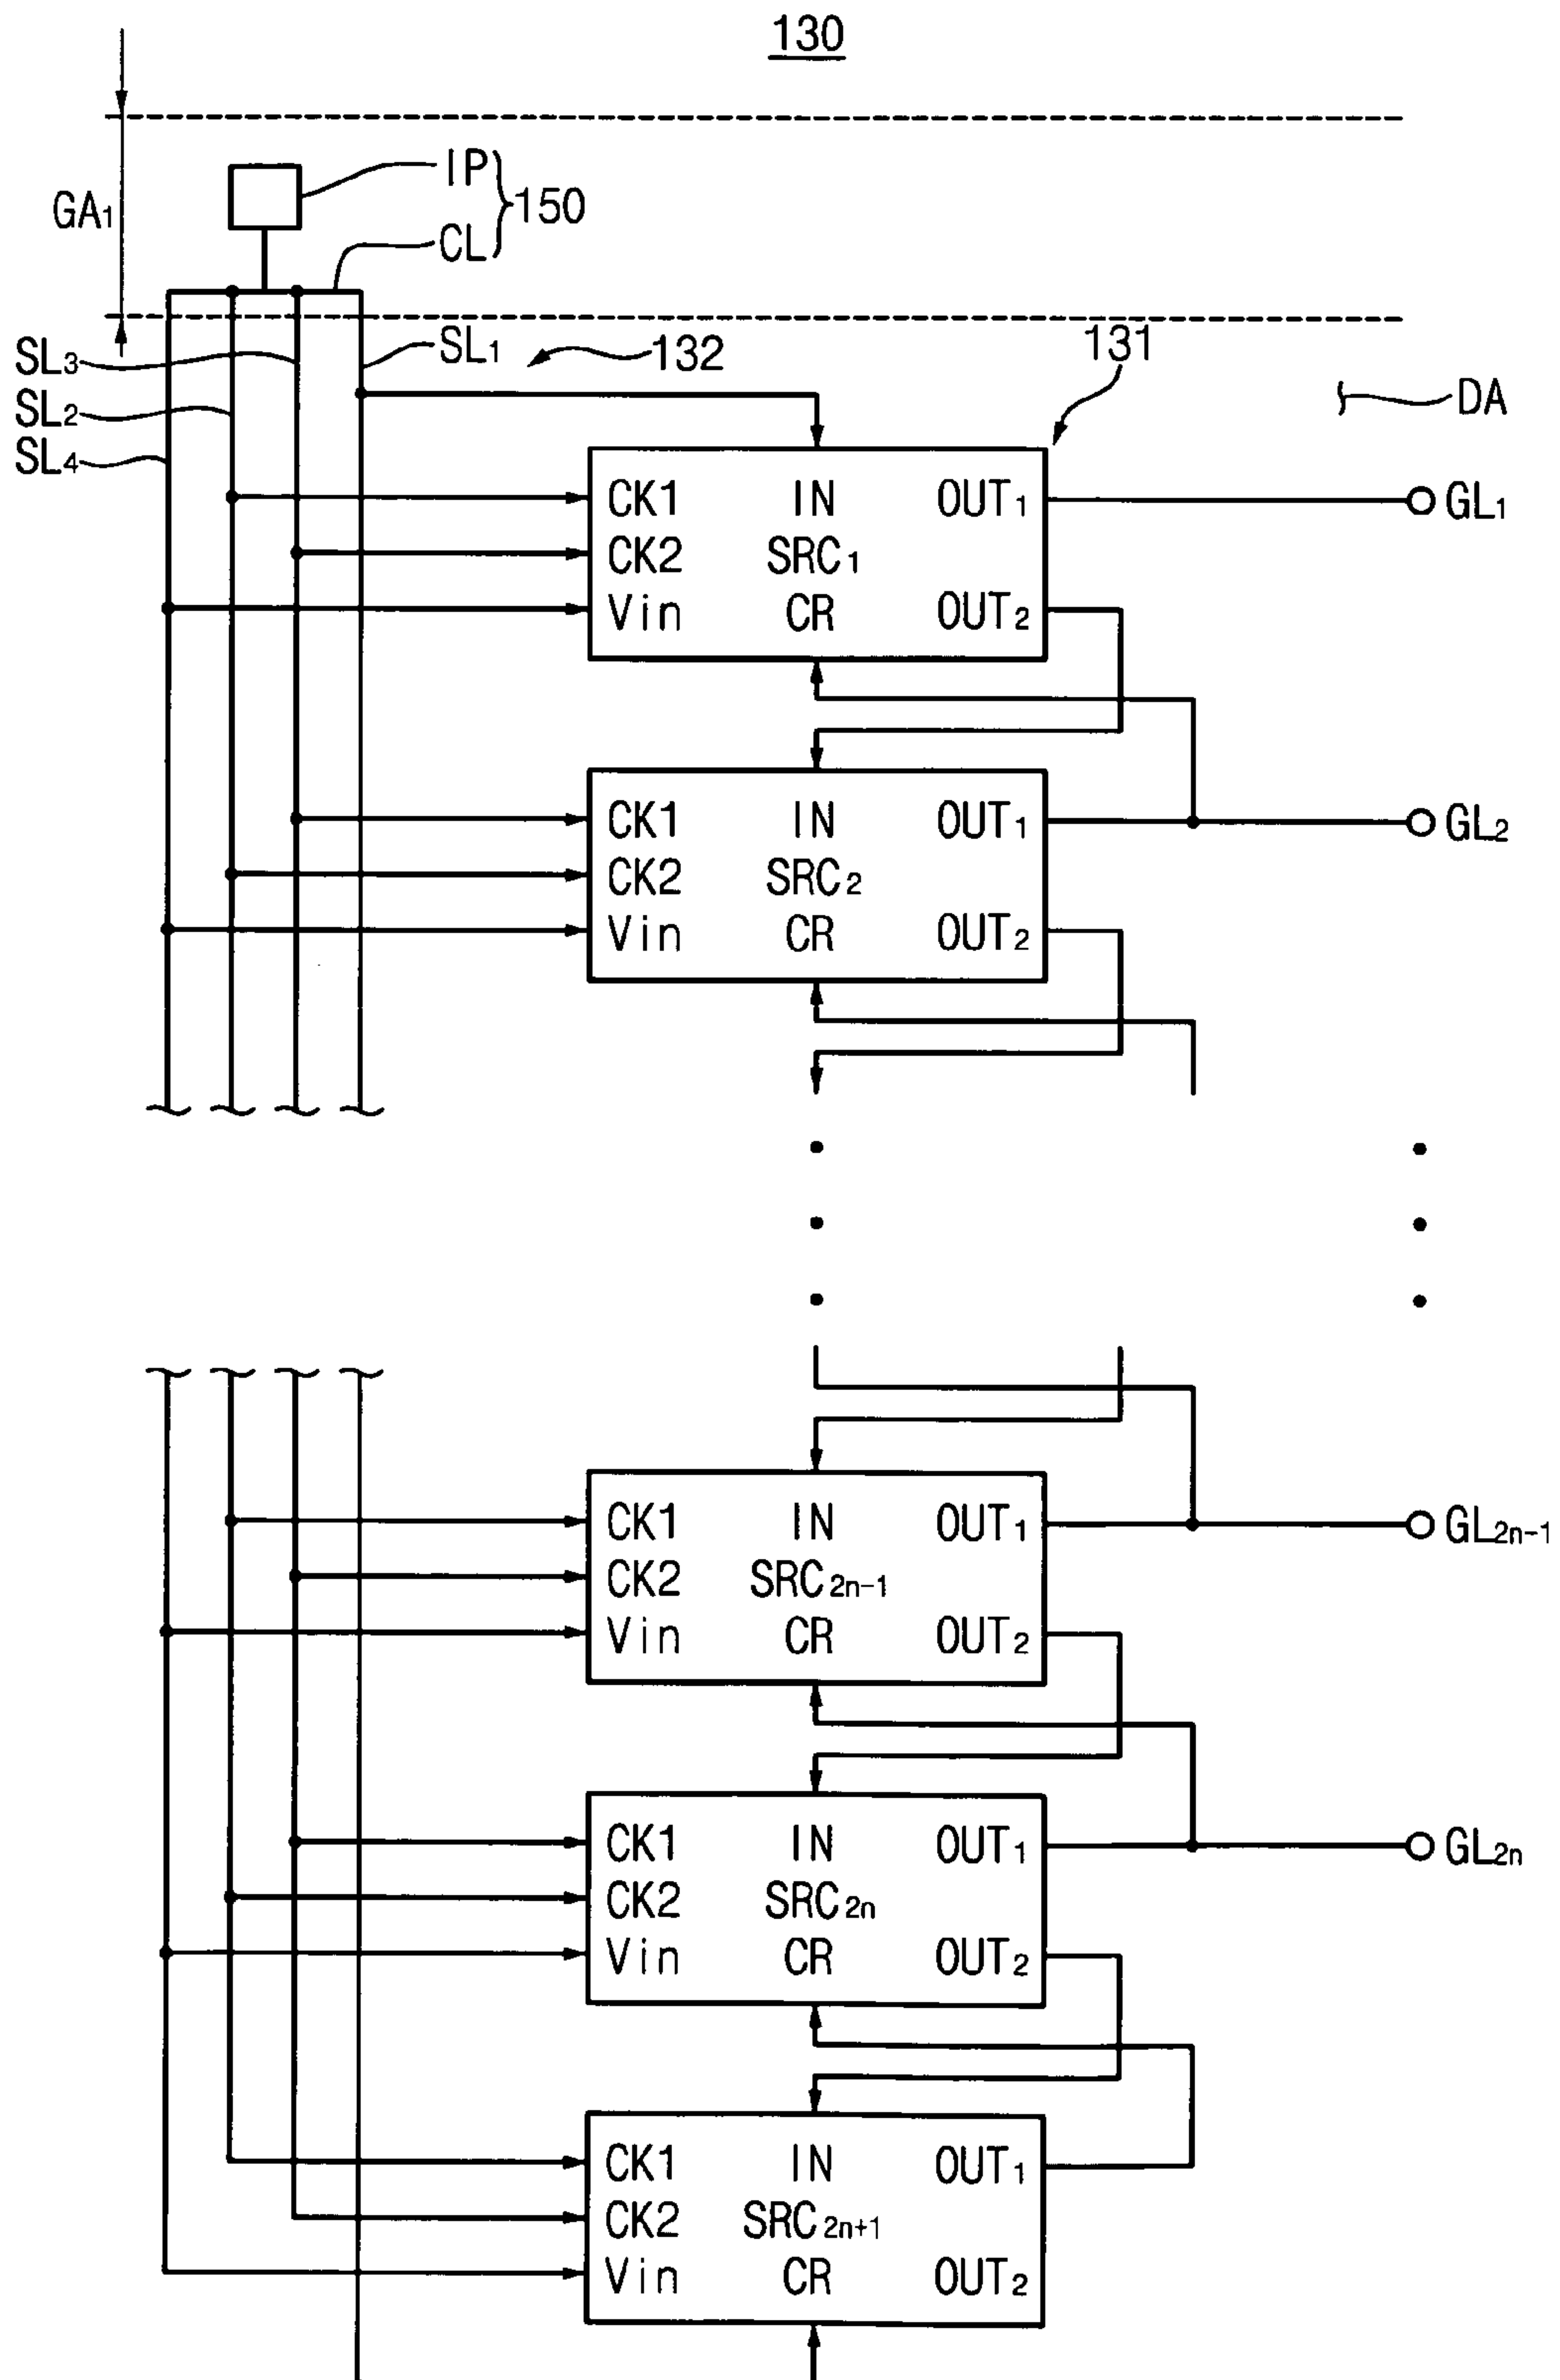 130
IP
GA1
150
CL
SL3
SL1
132
131
SL2
DA
SL4
CK1 IN OUT1
GL1
CK2 SRC1
Vin CR OUT2
CK1 IN OUT1
GL2
CK2 SRC2
Vin CR OUT2
CK1 IN OUT1
GL2n-1
CK2 SRC2n-1
Vin CR OUT2
CK1 IN OUT1
GL2n
CK2 SRC2n
Vin CR OUT2
CK1 IN OUT1
CK2 SRC2n+1
Vin CR OUT2